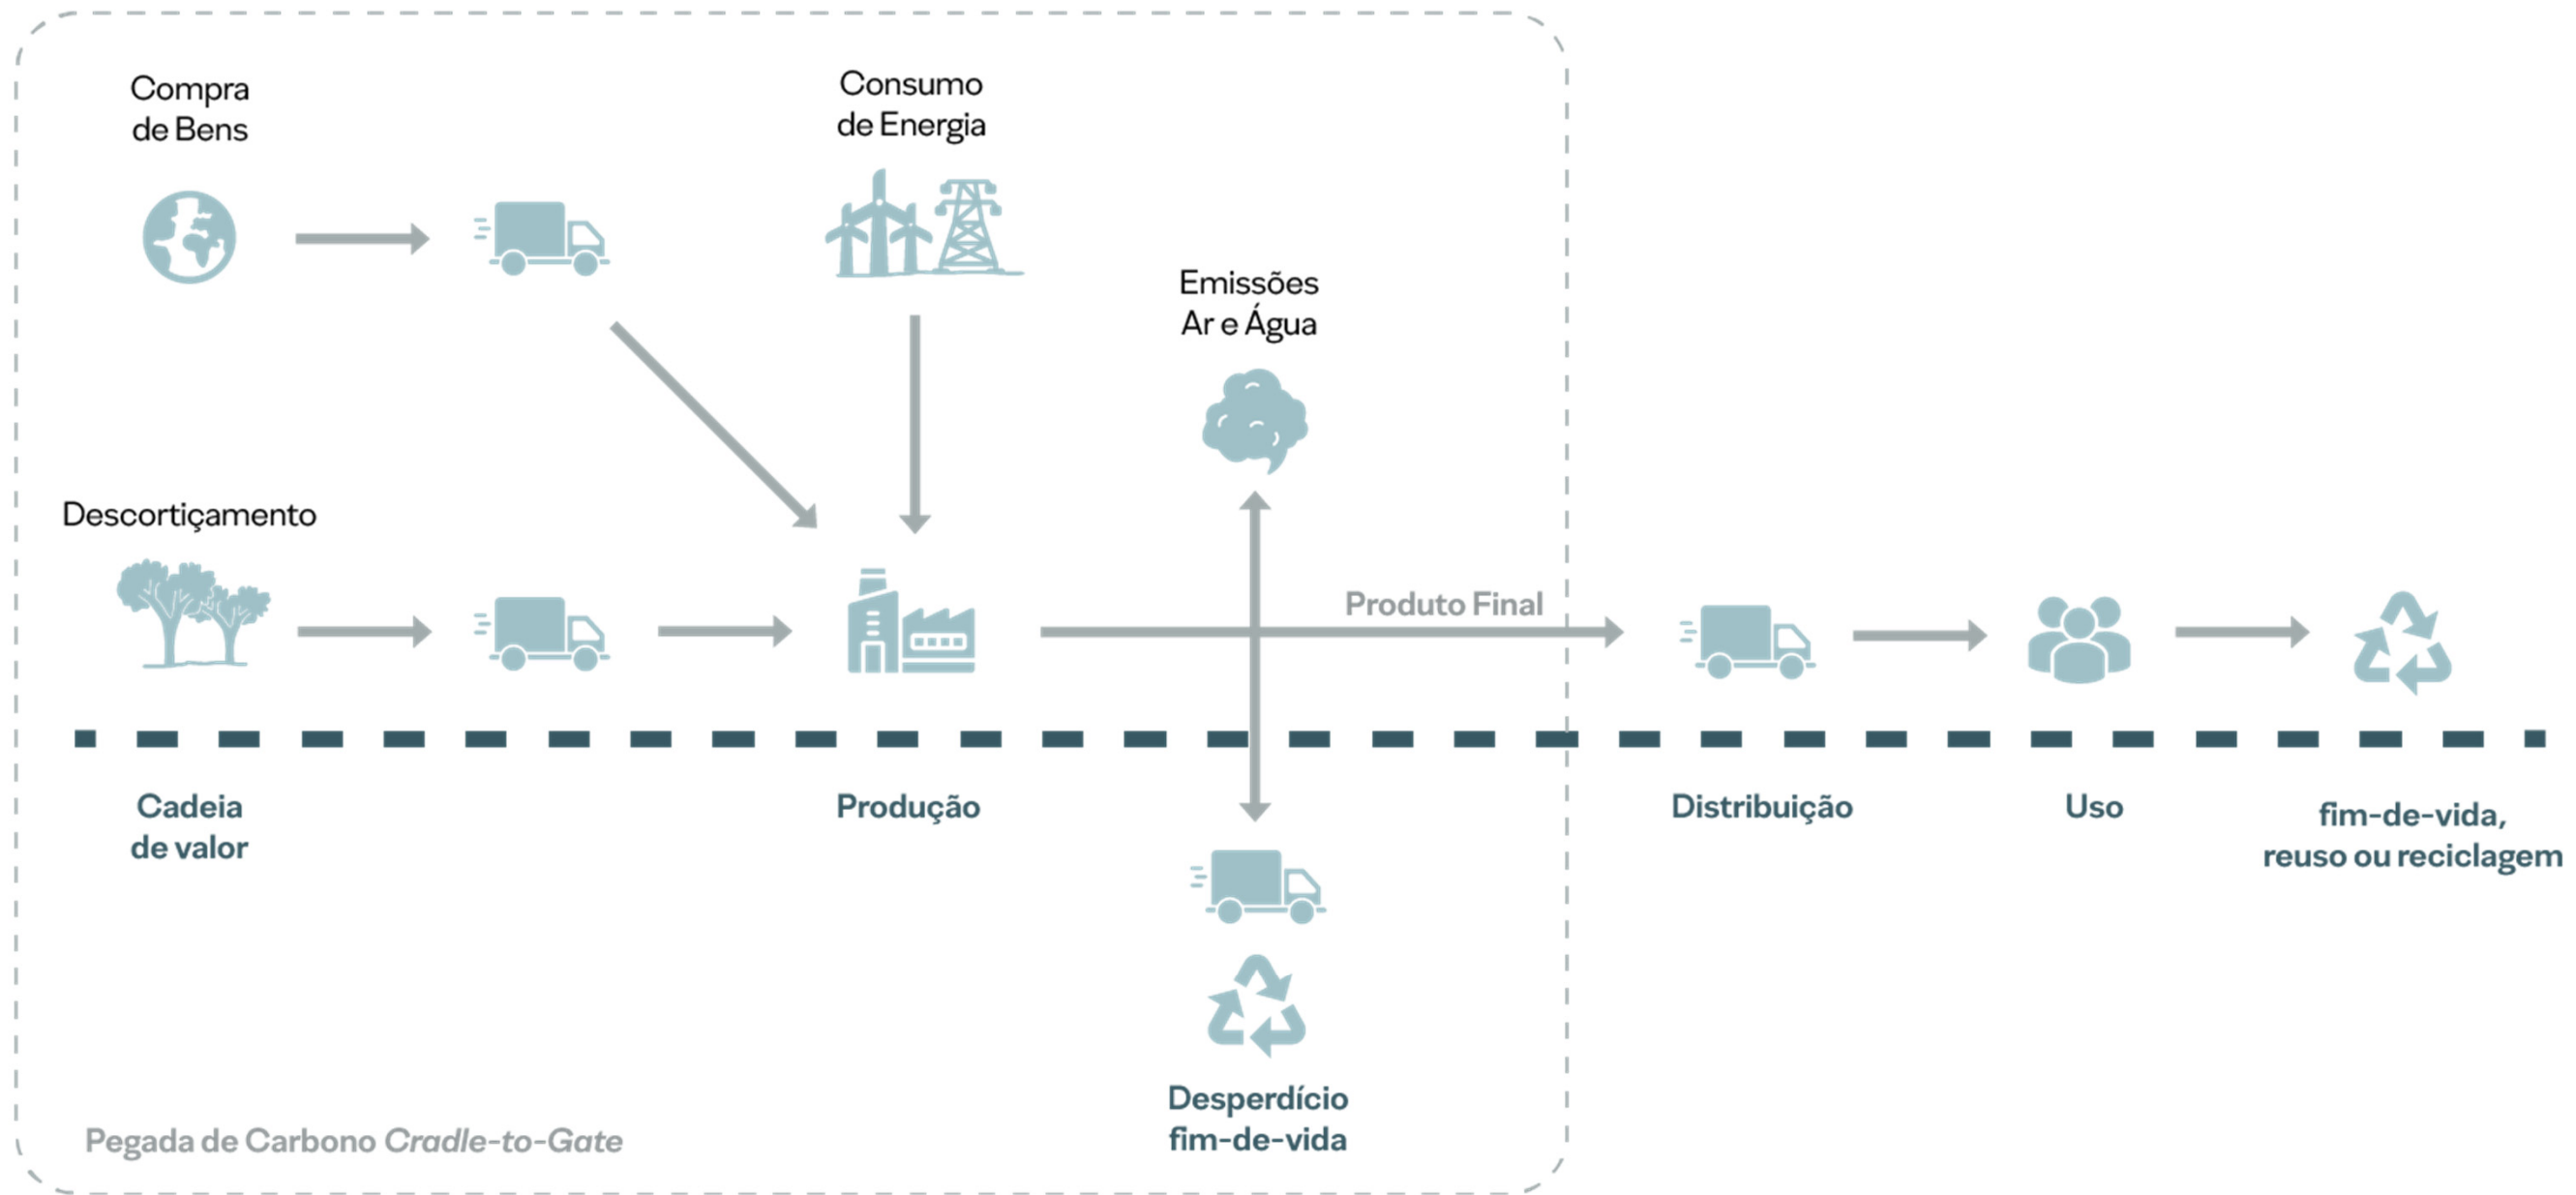 Compra
de Bens
Consumo
de Energia
Emissões
Ar e Água
Descortiçamento
Produto Final
Cadeia
de valor
Produção
Distribuição
Uso
fim-de-vida,
reuso ou reciclagem
Desperdício
fim-de-vida
Pegada de Carbono Cradle-to-Gate